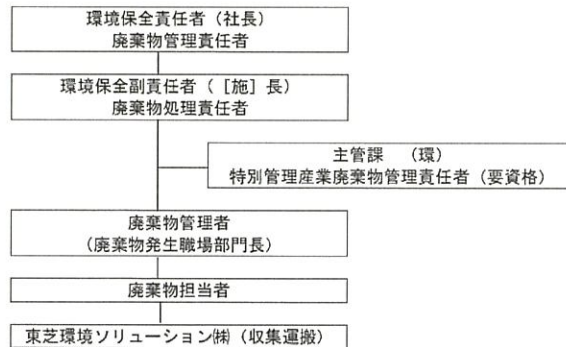 環境保全責任者（社長）
廃棄物管理責任者
環境保全副責任者（［施］長）
廃棄物処理責任者
主管課　（環）
特別管理産業廃棄物管理責任者（要資格）
廃棄物管理者
（廃棄物発生職場部門長）
廃棄物担当者
東芝環境ソリューション㈱（収集運搬）